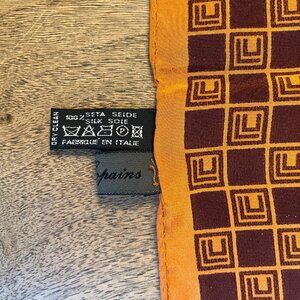 DRY CLEAN
100% SETA SEIDE
SILK SOIE
FABRIQUE EN ITALIE
pains